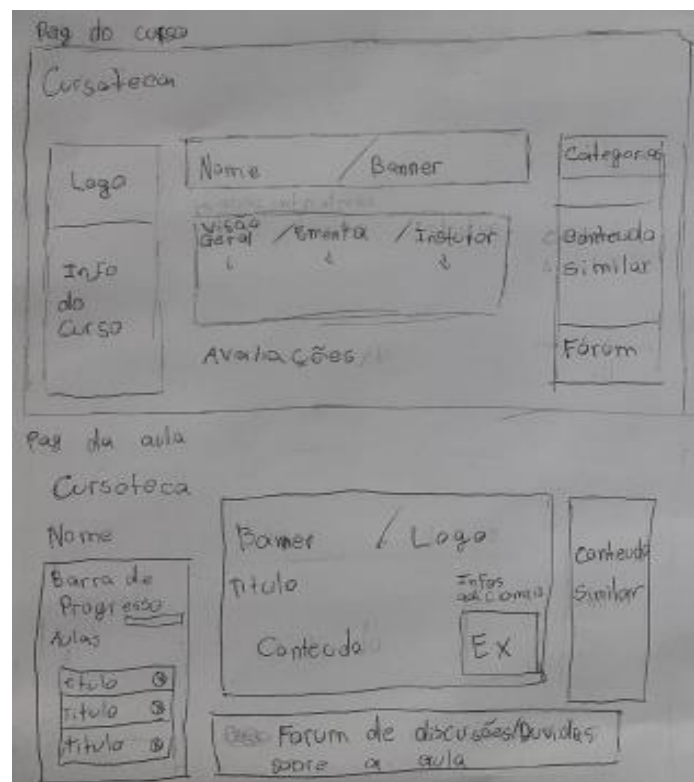 Pag do curso
Cursoteca
Logo
Info
do
Curso
Nome / Banner
Visão
Geral / Ementa / Instutor
Avaliações
Categorias
Conteudo
similar
Fórum
Pag da aula
Cursoteca
Nome
Barra de
Progresso
Aulas
titulo
titulo
titulo
Banner / Logo
Titulo
Infos
adicionais
Conteudo
Ex
Conteudo
Similar
Forum de discusões/Duvidas
sobre a aula